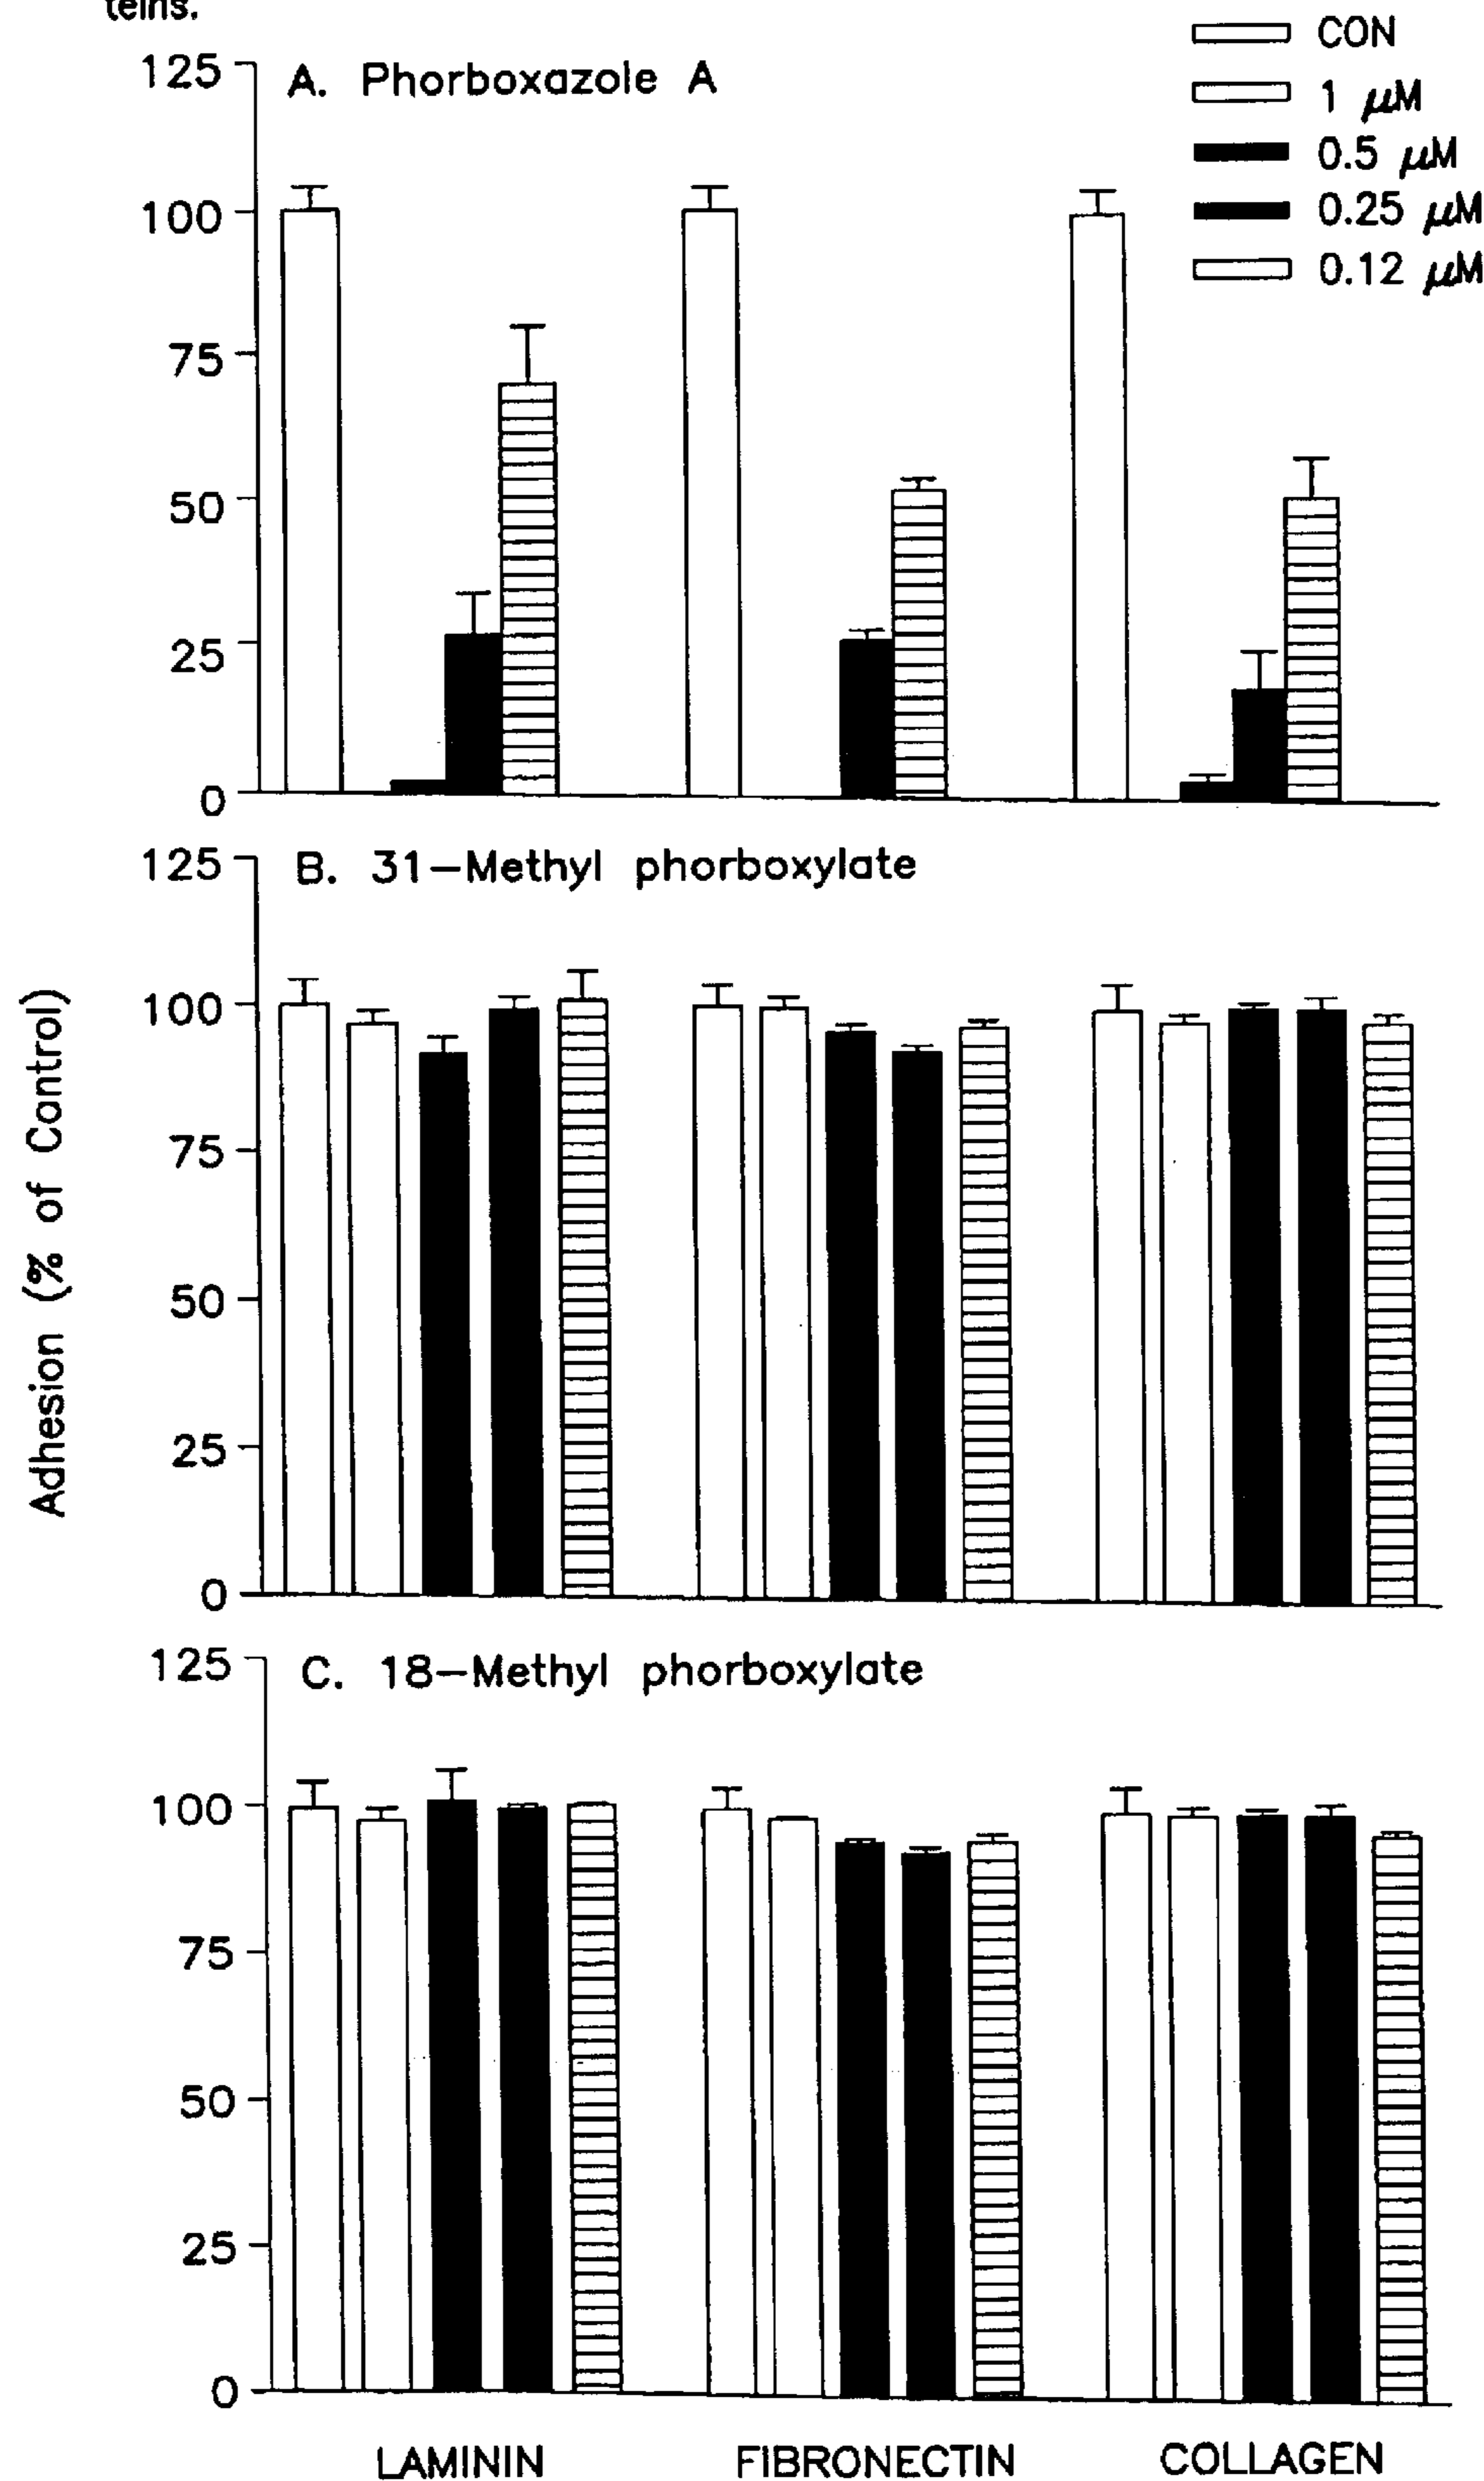 teins.
CON
1 μM
0.5 μM
0.25 μM
0.12 μM
A. Phorboxazole A
125
100
75
50
25
0
B. 31-Methyl phorboxylate
125
100
75
50
25
0
Adhesion (% of Control)
C. 18-Methyl phorboxylate
125
100
75
50
25
0
LAMININ FIBRONECTIN COLLAGEN